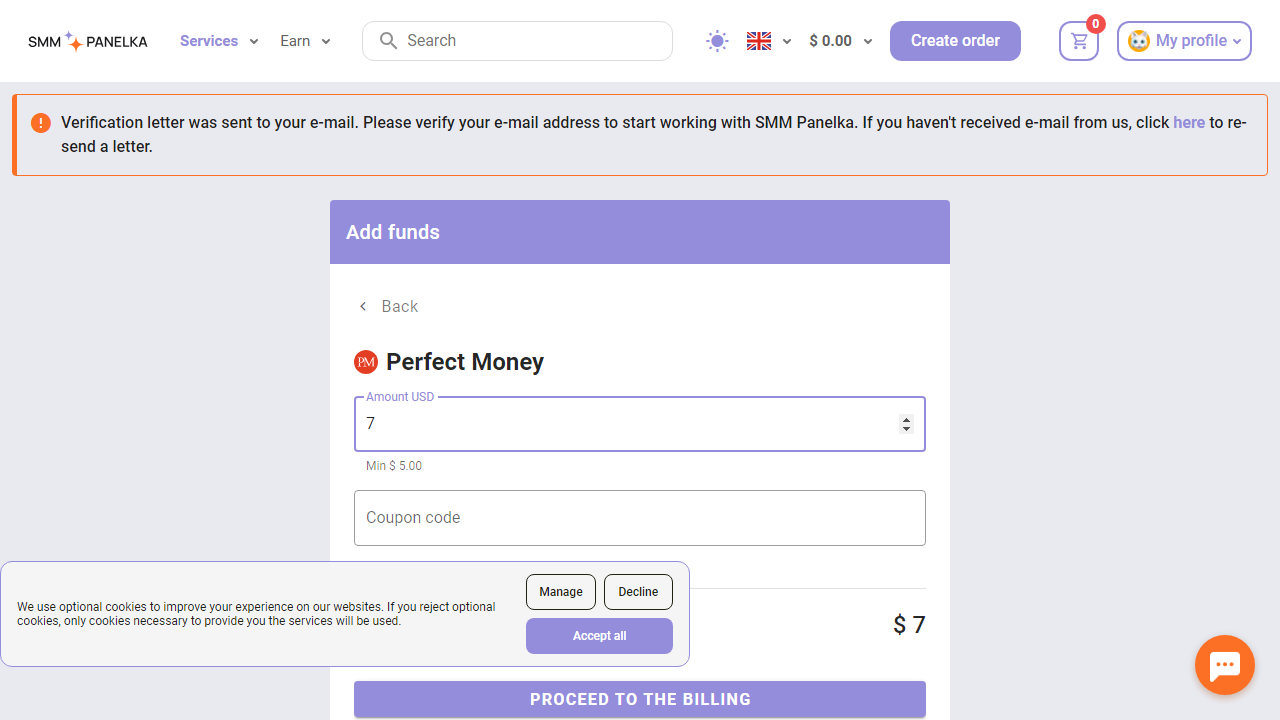 SMM PANELKA
Services
Earn
Search
$ 0.00
Create order
0
My profile
Verification letter was sent to your e-mail. Please verify your e-mail address to start working with SMM Panelka. If you haven't received e-mail from us, click here to re-
send a letter.
Add funds
Back
PM Perfect Money
Amount USD
7
Min $ 5.00
Coupon code
We use optional cookies to improve your experience on our websites. If you reject optional
cookies, only cookies necessary to provide you the services will be used.
Manage
Decline
Accept all
$ 7
PROCEED TO THE BILLING